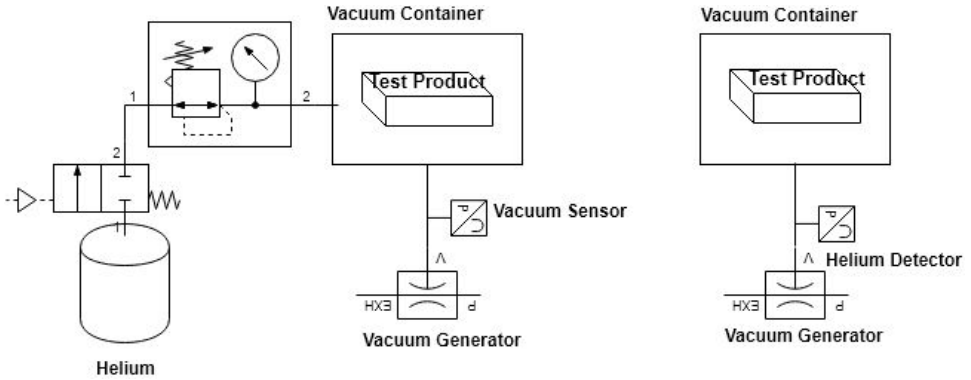 Vacuum Container
Test Product
1
2
2
1
Vacuum Sensor
P
U
V
EXH
P
Vacuum Generator
Helium
Vacuum Container
Test Product
P
U
Helium Detector
V
EXH
P
Vacuum Generator